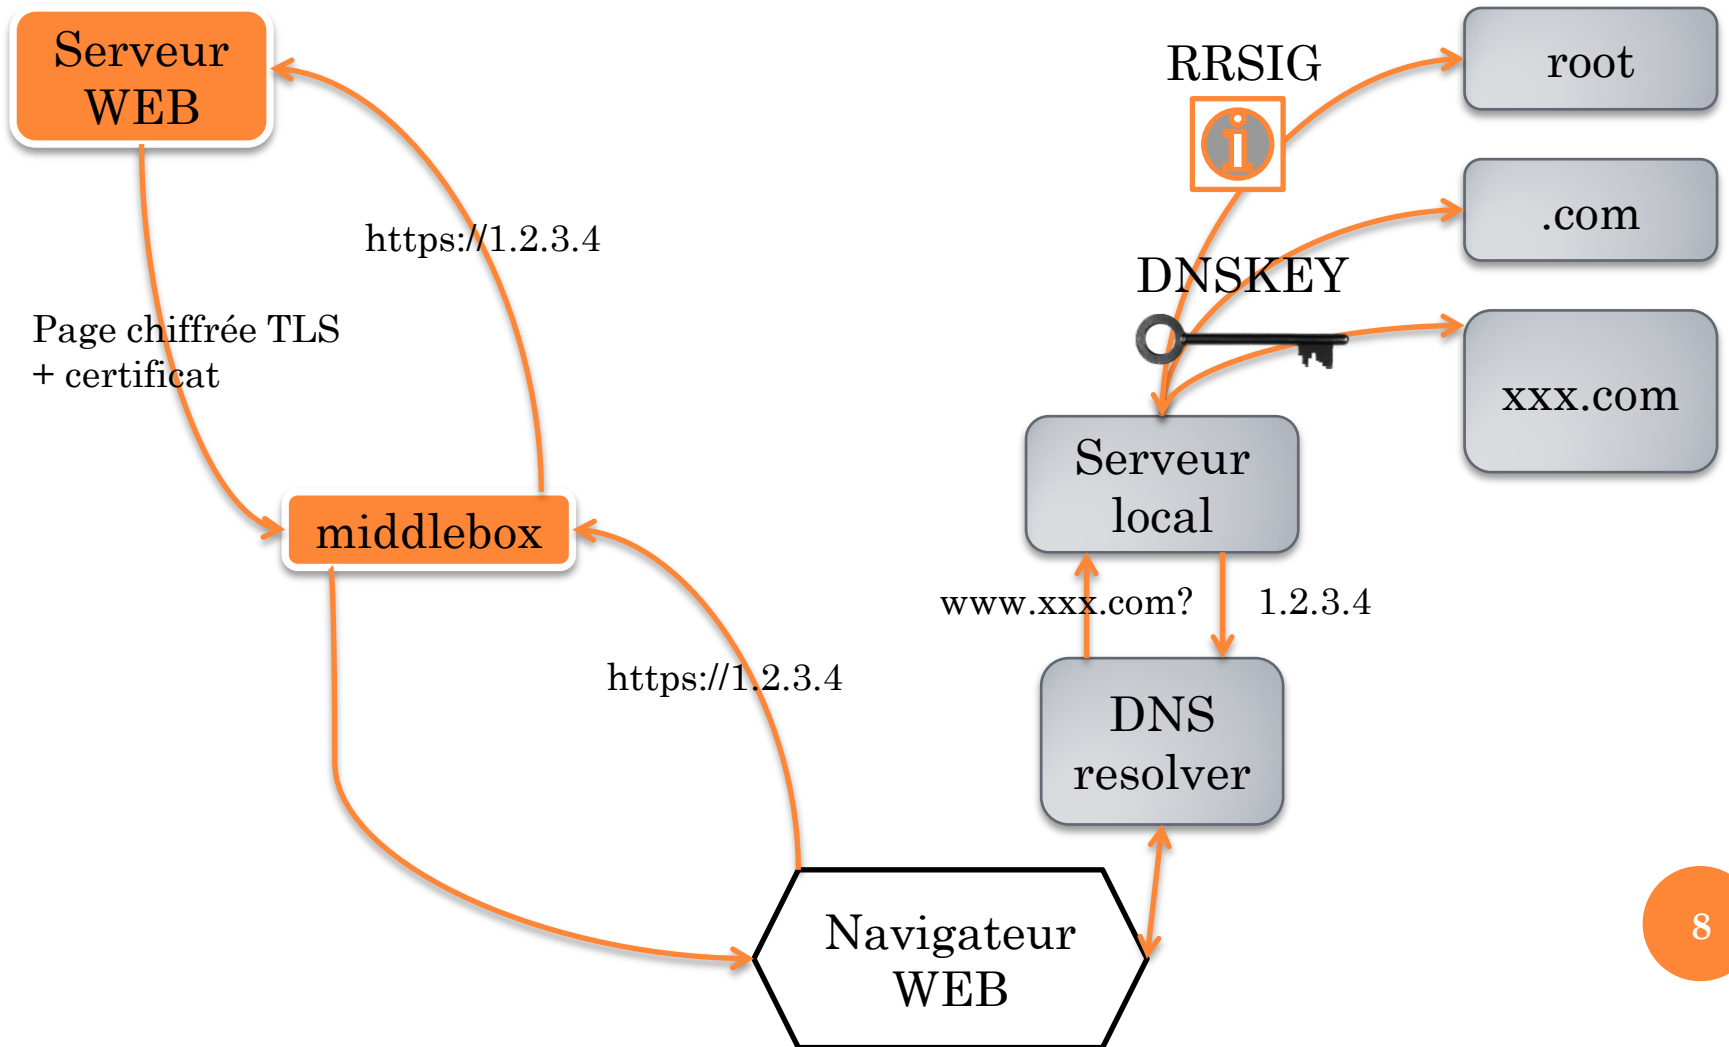 Serveur
WEB
RRSIG
root
.com
https://1.2.3.4
DNSKEY
Page chiffrée TLS
+ certificat
xxx.com
Serveur
local
middlebox
www.xxx.com?
1.2.3.4
https://1.2.3.4
DNS
resolver
Navigateur
WEB
8